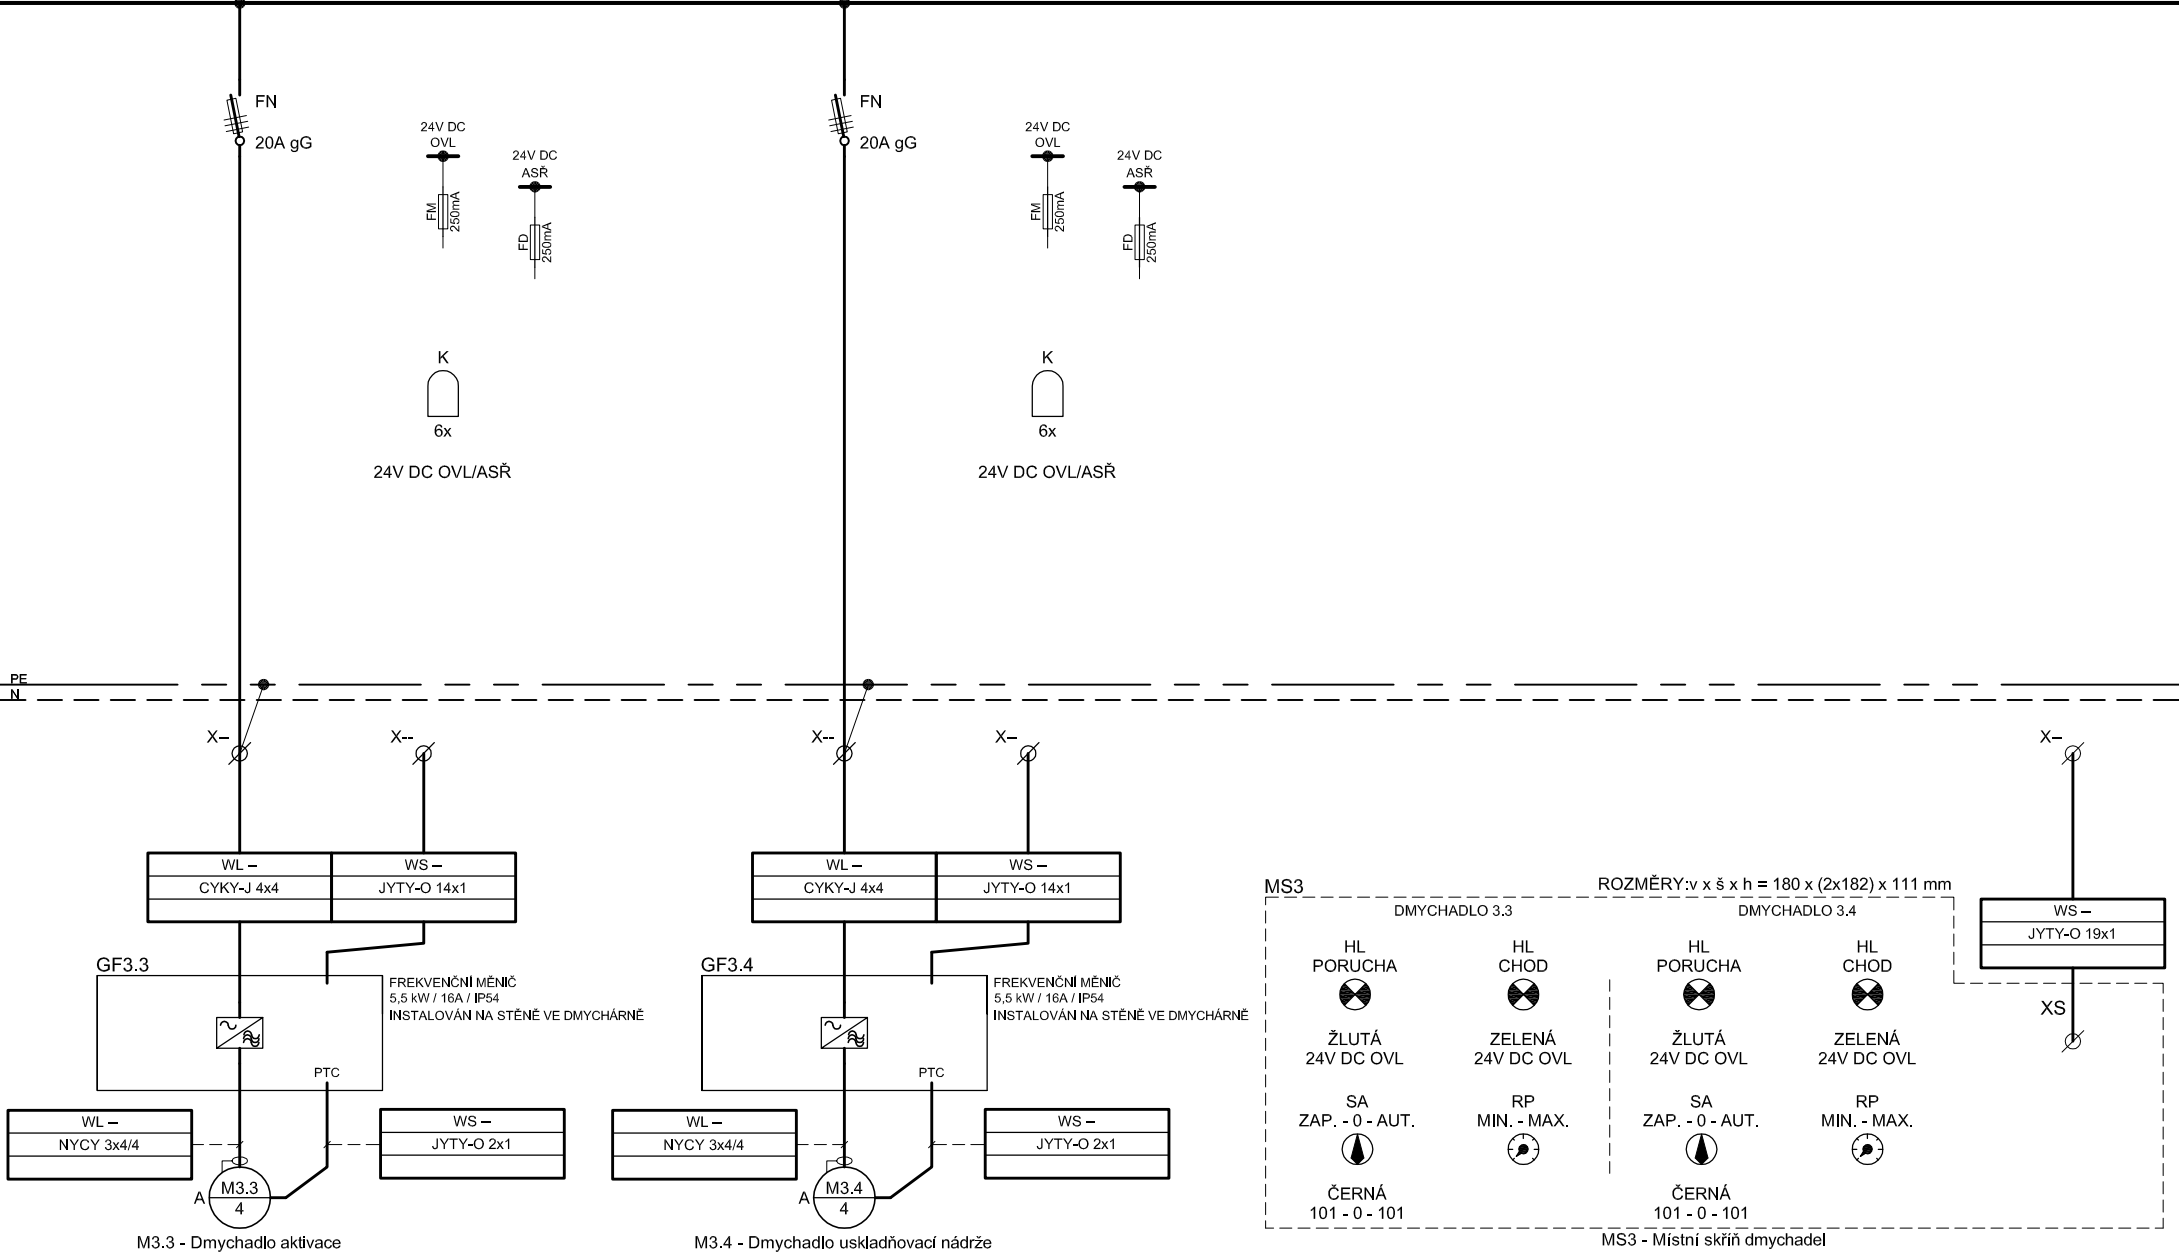 FN
20A gG
24V DC
OVL
FM
250mA
24V DC
ASŘ
FD
250mA
K
6x
24V DC OVL/ASŘ
FN
20A gG
24V DC
OVL
FM
250mA
24V DC
ASŘ
FD
250mA
K
6x
24V DC OVL/ASŘ
PE
N
X–
X--
X--
X–
X–
WL –
CYKY-J 4x4
WS –
JYTY-O 14x1
GF3.3
FREKVENČNÍ MĚNIČ
5,5 kW / 16A / IP54
INSTALOVÁN NA STĚNĚ VE DMYCHÁRNĚ
PTC
WL –
NYCY 3x4/4
WS –
JYTY-O 2x1
A
M3.3
4
M3.3 - Dmychadlo aktivace
WL –
CYKY-J 4x4
WS –
JYTY-O 14x1
GF3.4
FREKVENČNÍ MĚNIČ
5,5 kW / 16A / IP54
INSTALOVÁN NA STĚNĚ VE DMYCHÁRNĚ
PTC
WL –
NYCY 3x4/4
WS –
JYTY-O 2x1
A
M3.4
4
M3.4 - Dmychadlo uskladňovací nádrže
MS3
ROZMĚRY:v x š x h = 180 x (2x182) x 111 mm
DMYCHADLO 3.3
HL
PORUCHA
ŽLUTÁ
24V DC OVL
HL
CHOD
ZELENÁ
24V DC OVL
SA
ZAP. - 0 - AUT.
ČERNÁ
101 - 0 - 101
RP
MIN. - MAX.
DMYCHADLO 3.4
HL
PORUCHA
ŽLUTÁ
24V DC OVL
HL
CHOD
ZELENÁ
24V DC OVL
SA
ZAP. - 0 - AUT.
ČERNÁ
101 - 0 - 101
RP
MIN. - MAX.
WS –
JYTY-O 19x1
XS
MS3 - Místní skříň dmychadel